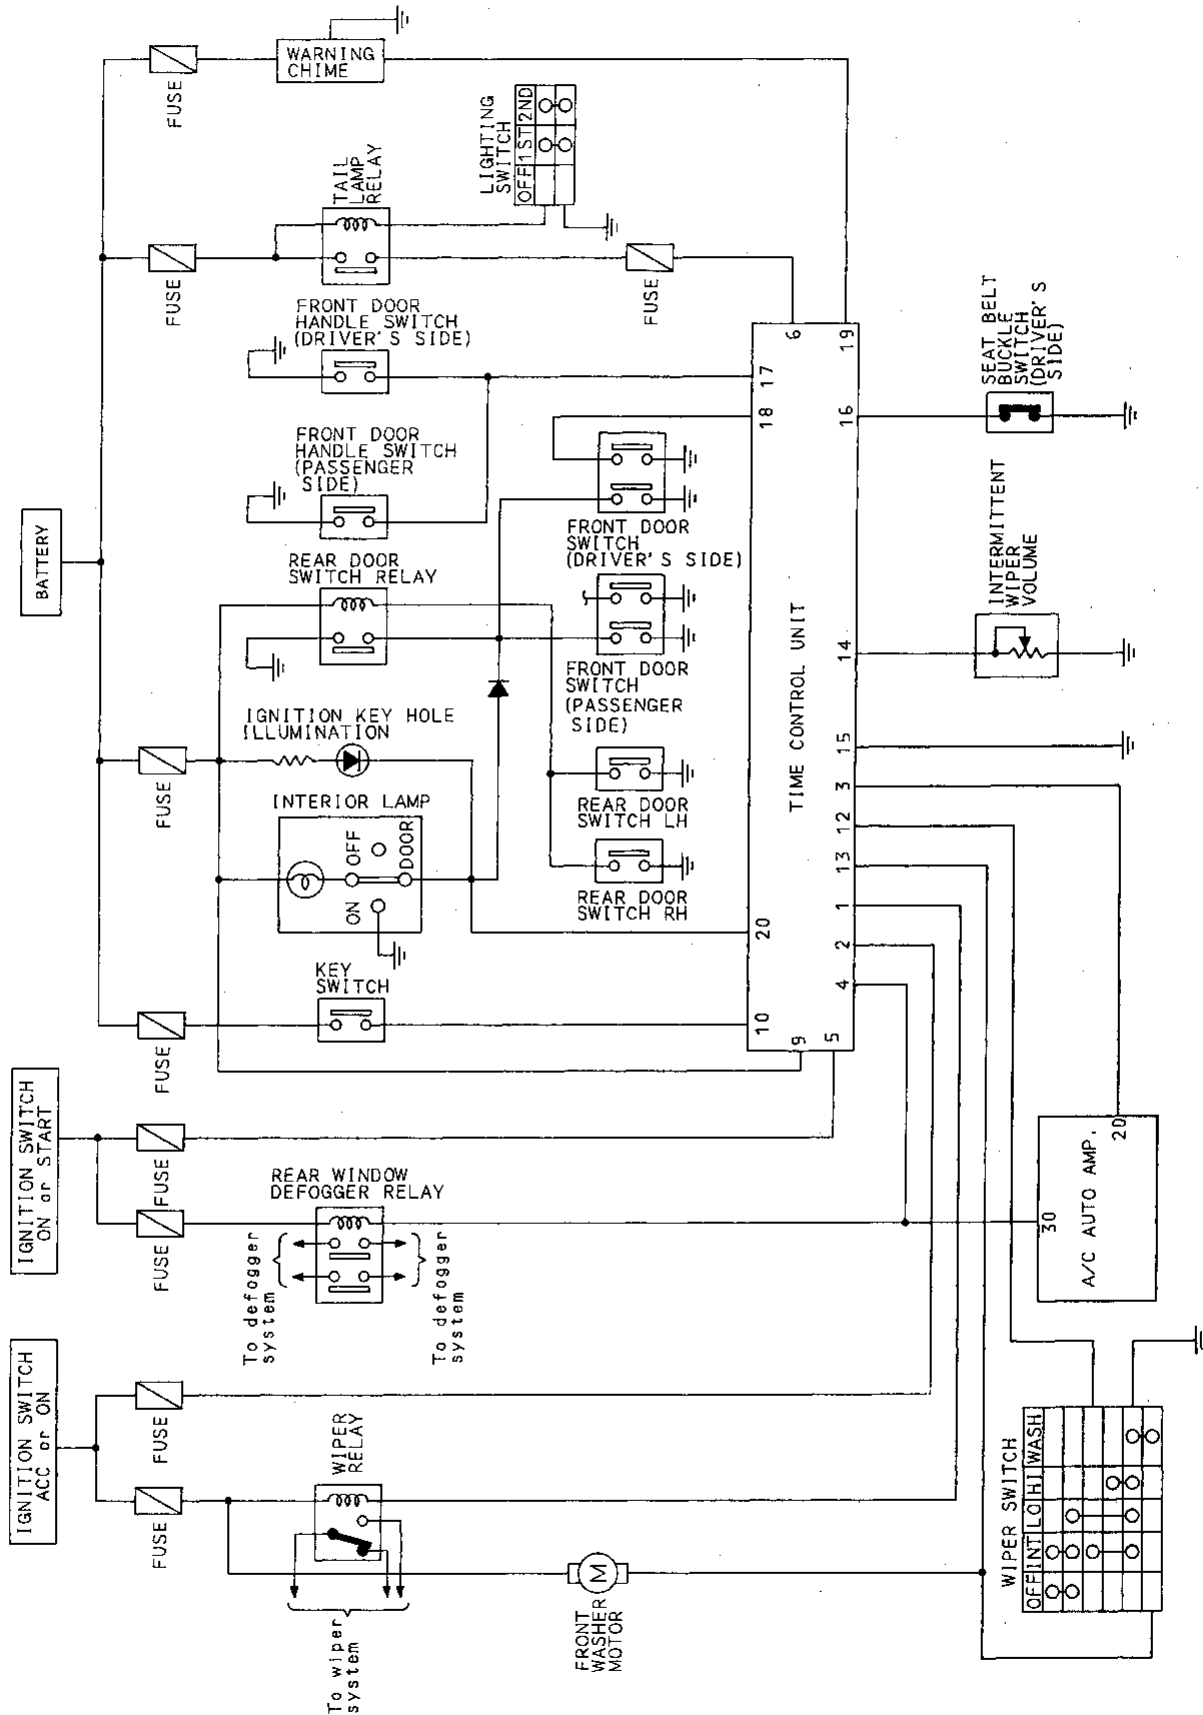 FUSE
WARNING
CHIME
LIGHTING
SWITCH
OFF 1ST 2ND
TAIL
LAMP
RELAY
FUSE
FUSE
FRONT DOOR
HANDLE SWITCH
(DRIVER'S SIDE)
FRONT DOOR
HANDLE SWITCH
(PASSENGER
SIDE)
BATTERY
REAR DOOR
SWITCH RELAY
FRONT DOOR
SWITCH
(DRIVER'S SIDE)
FRONT DOOR
SWITCH
(PASSENGER
SIDE)
IGNITION KEY HOLE
ILLUMINATION
FUSE
INTERIOR LAMP
OFF
DOOR
ON
REAR DOOR
SWITCH LH
REAR DOOR
SWITCH RH
KEY
SWITCH
FUSE
TIME CONTROL UNIT
6
19
17
18
16
14
15
3
12
13
1
2
4
20
10
9
5
SEAT BELT
BUCKLE
SWITCH
(DRIVER'S
SIDE)
INTERMITTENT
WIPER
VOLUME
IGNITION SWITCH
ON or START
FUSE
FUSE
REAR WINDOW
DEFOGGER RELAY
To defogger
system
To defogger
system
A/C AUTO AMP.
20
30
IGNITION SWITCH
ACC or ON
FUSE
FUSE
WIPER
RELAY
To wiper
system
FRONT
WASHER
MOTOR
M
WIPER SWITCH
OFF INT LO HI WASH